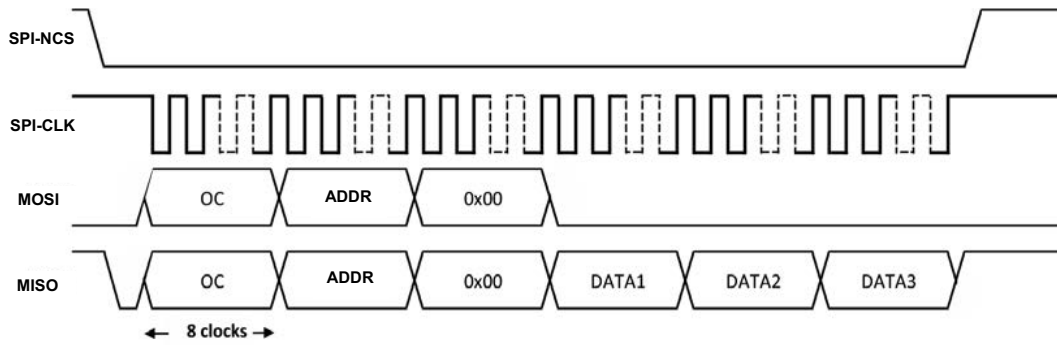 SPI-NCS
SPI-CLK
MOSI
OC
ADDR
0x00
MISO
OC
ADDR
0x00
DATA1
DATA2
DATA3
8 clocks